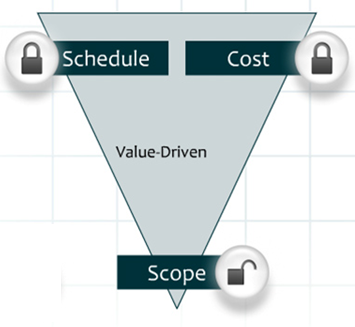 Schedule
Cost
Value-Driven
Scope